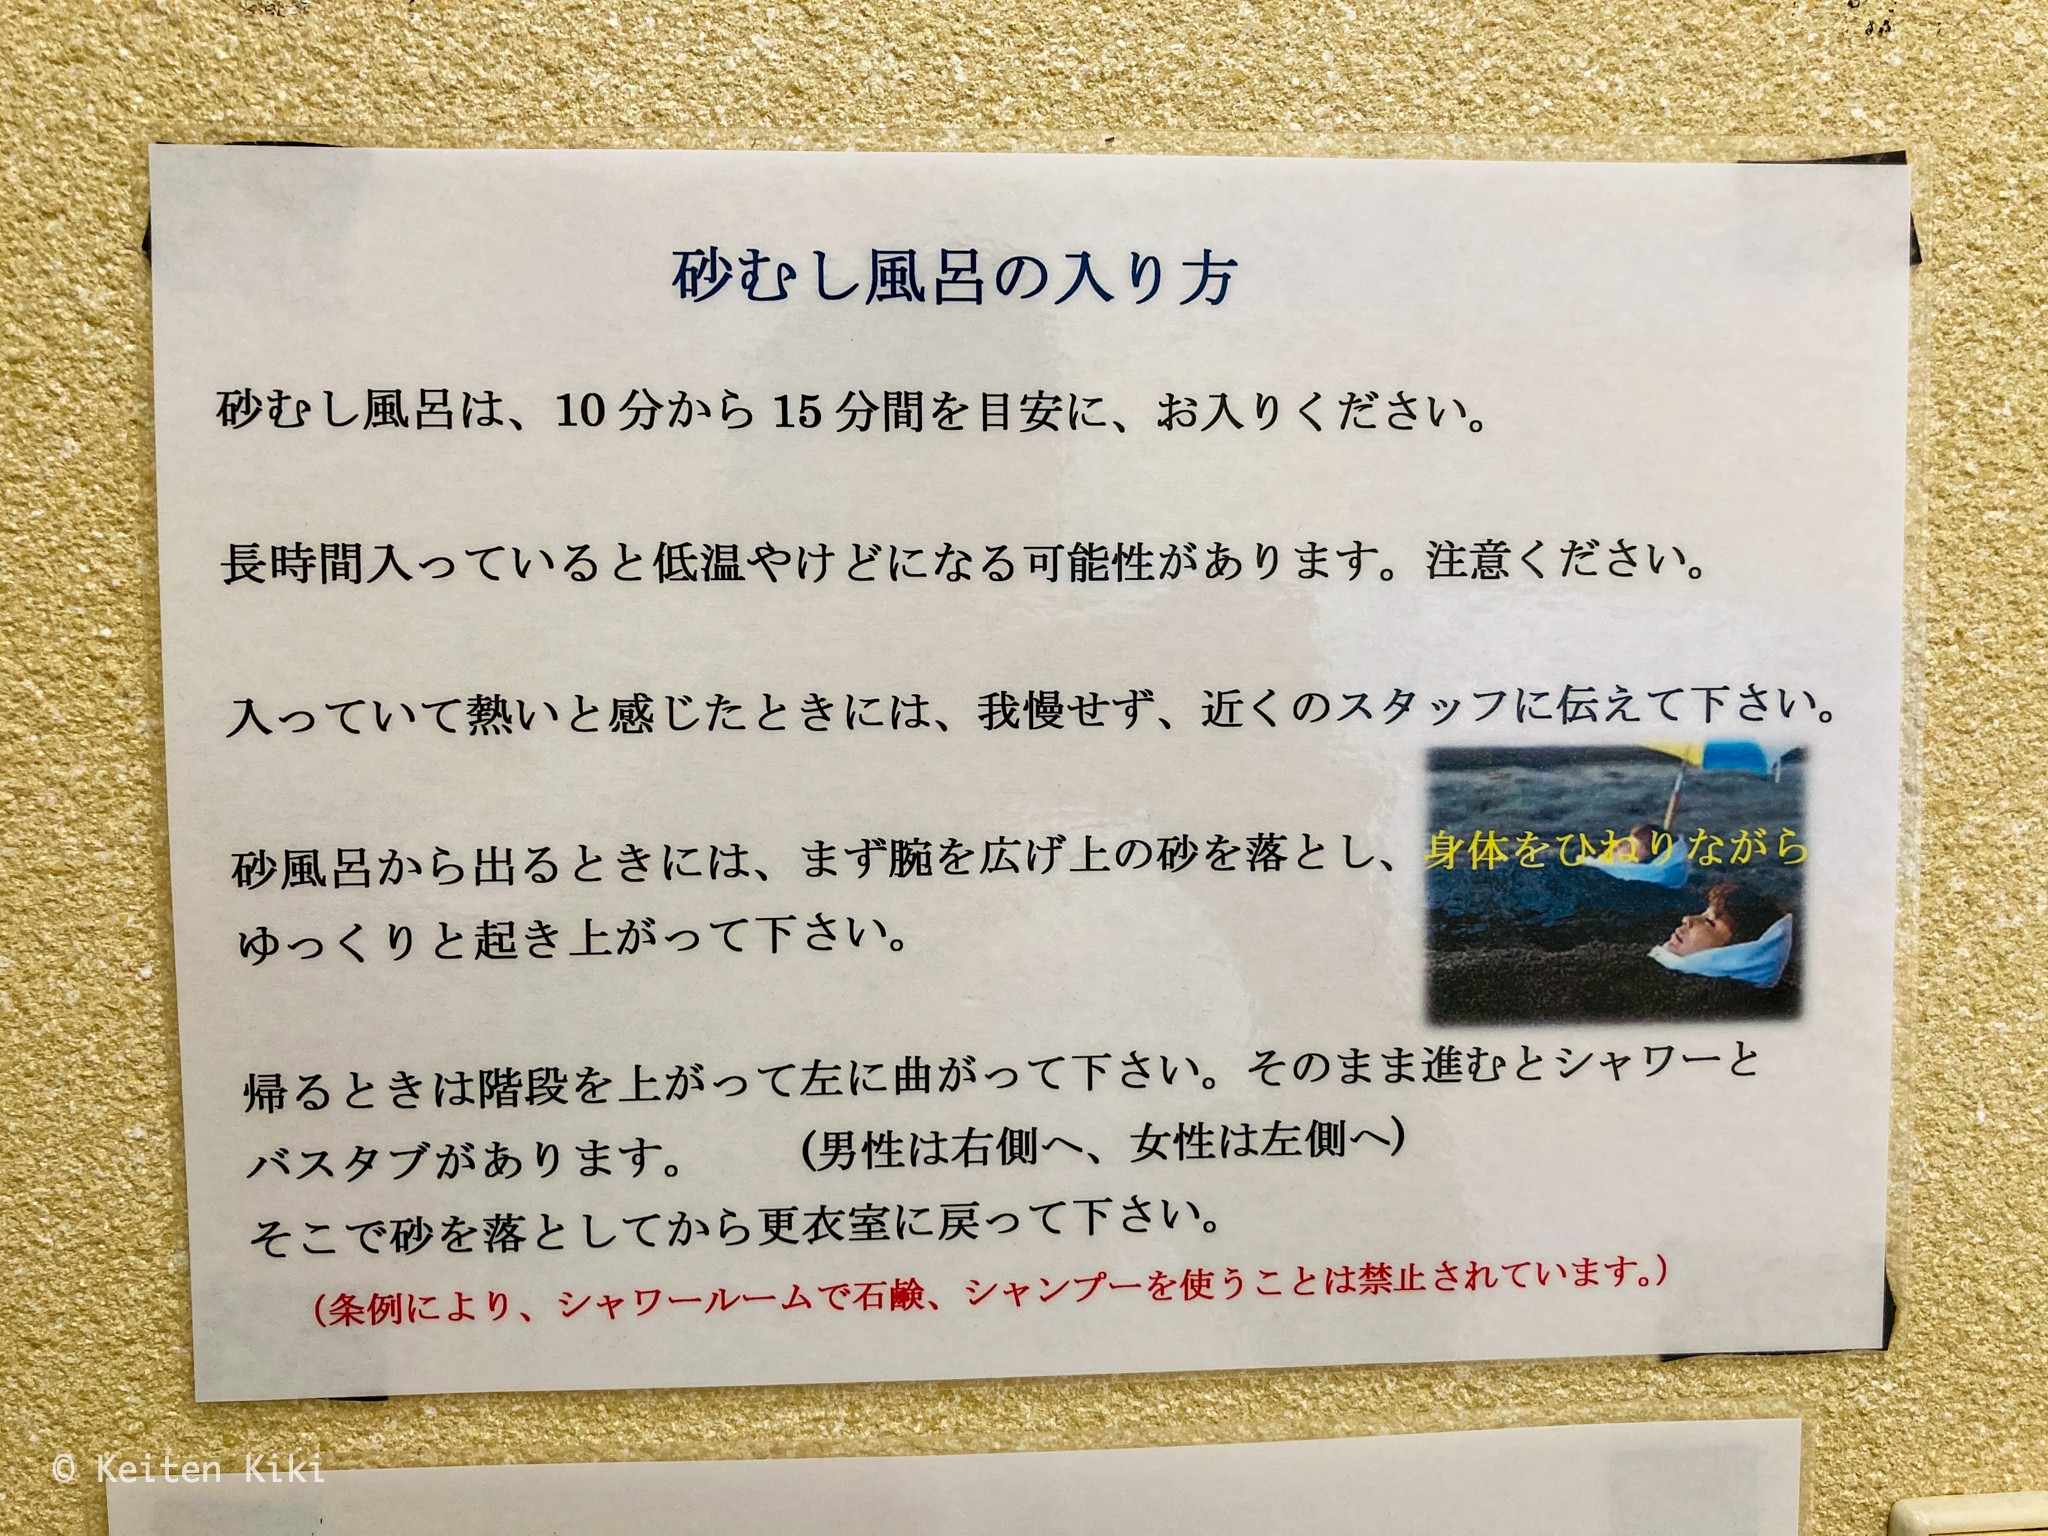 砂むし風呂の入り方
砂むし風呂は、10分から15分間を目安に、お入りください。
長時間入っていると低温やけどになる可能性があります。注意ください。
入っていて熱いと感じたときには、我慢せず、近くのスタッフに伝えて下さい。
砂風呂から出るときには、まず腕を広げ上の砂を落とし、身体をひねりながら
ゆっくりと起き上がって下さい。
帰るときは階段を上がって左に曲がって下さい。そのまま進むとシャワーと
バスタブがあります。　　(男性は右側へ、女性は左側へ)
そこで砂を落としてから更衣室に戻って下さい。
（条例により、シャワールームで石鹸、シャンプーを使うことは禁止されています。）
© Keiten Kiki